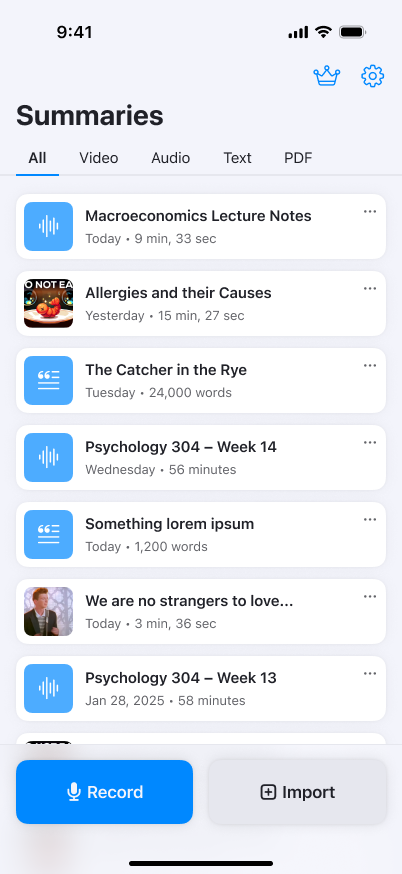 9:41
Summaries
All Video Audio Text PDF
Macroeconomics Lecture Notes
Today • 9 min, 33 sec
O NOT EA
Allergies and their Causes
Yesterday • 15 min, 27 sec
The Catcher in the Rye
Tuesday • 24,000 words
Psychology 304 – Week 14
Wednesday • 56 minutes
Something lorem ipsum
Today • 1,200 words
We are no strangers to love...
Today • 3 min, 36 sec
Psychology 304 – Week 13
Jan 28, 2025 • 58 minutes
Record
Import